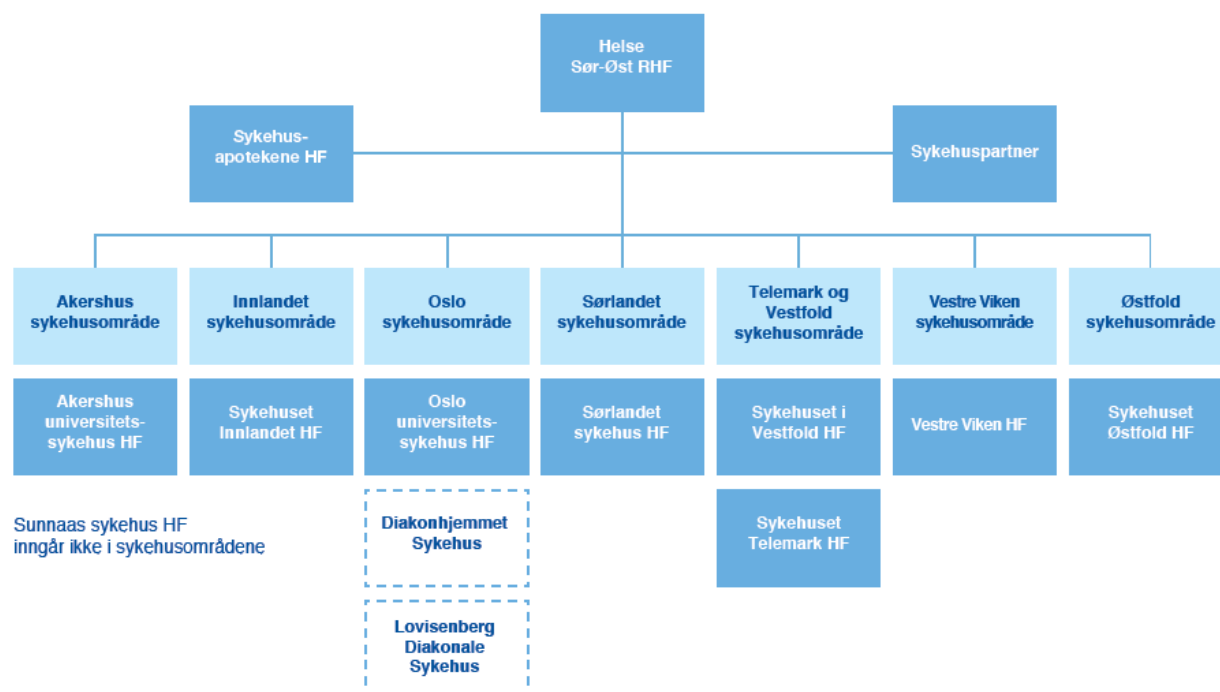 Helse
Sør-Øst RHF
Sykehus-
apotekene HF
Sykehuspartner
Akershus
sykehusområde
Innlandet
sykehusområde
Oslo
sykehusområde
Sørlandet
sykehusområde
Telemark og
Vestfold
sykehusområde
Vestre Viken
sykehusområde
Østfold
sykehusområde
Akershus
universitets-
sykehus HF
Sykehuset
Innlandet HF
Oslo
universitets-
sykehus HF
Sørlandet
sykehus HF
Sykehuset i
Vestfold HF
Vestre Viken HF
Sykehuset
Østfold HF
Sunnaas sykehus HF
inngår ikke i sykehusområdene
Diakonhjemmet
Sykehus
Sykehuset
Telemark HF
Lovisenberg
Diakonale
Sykehus